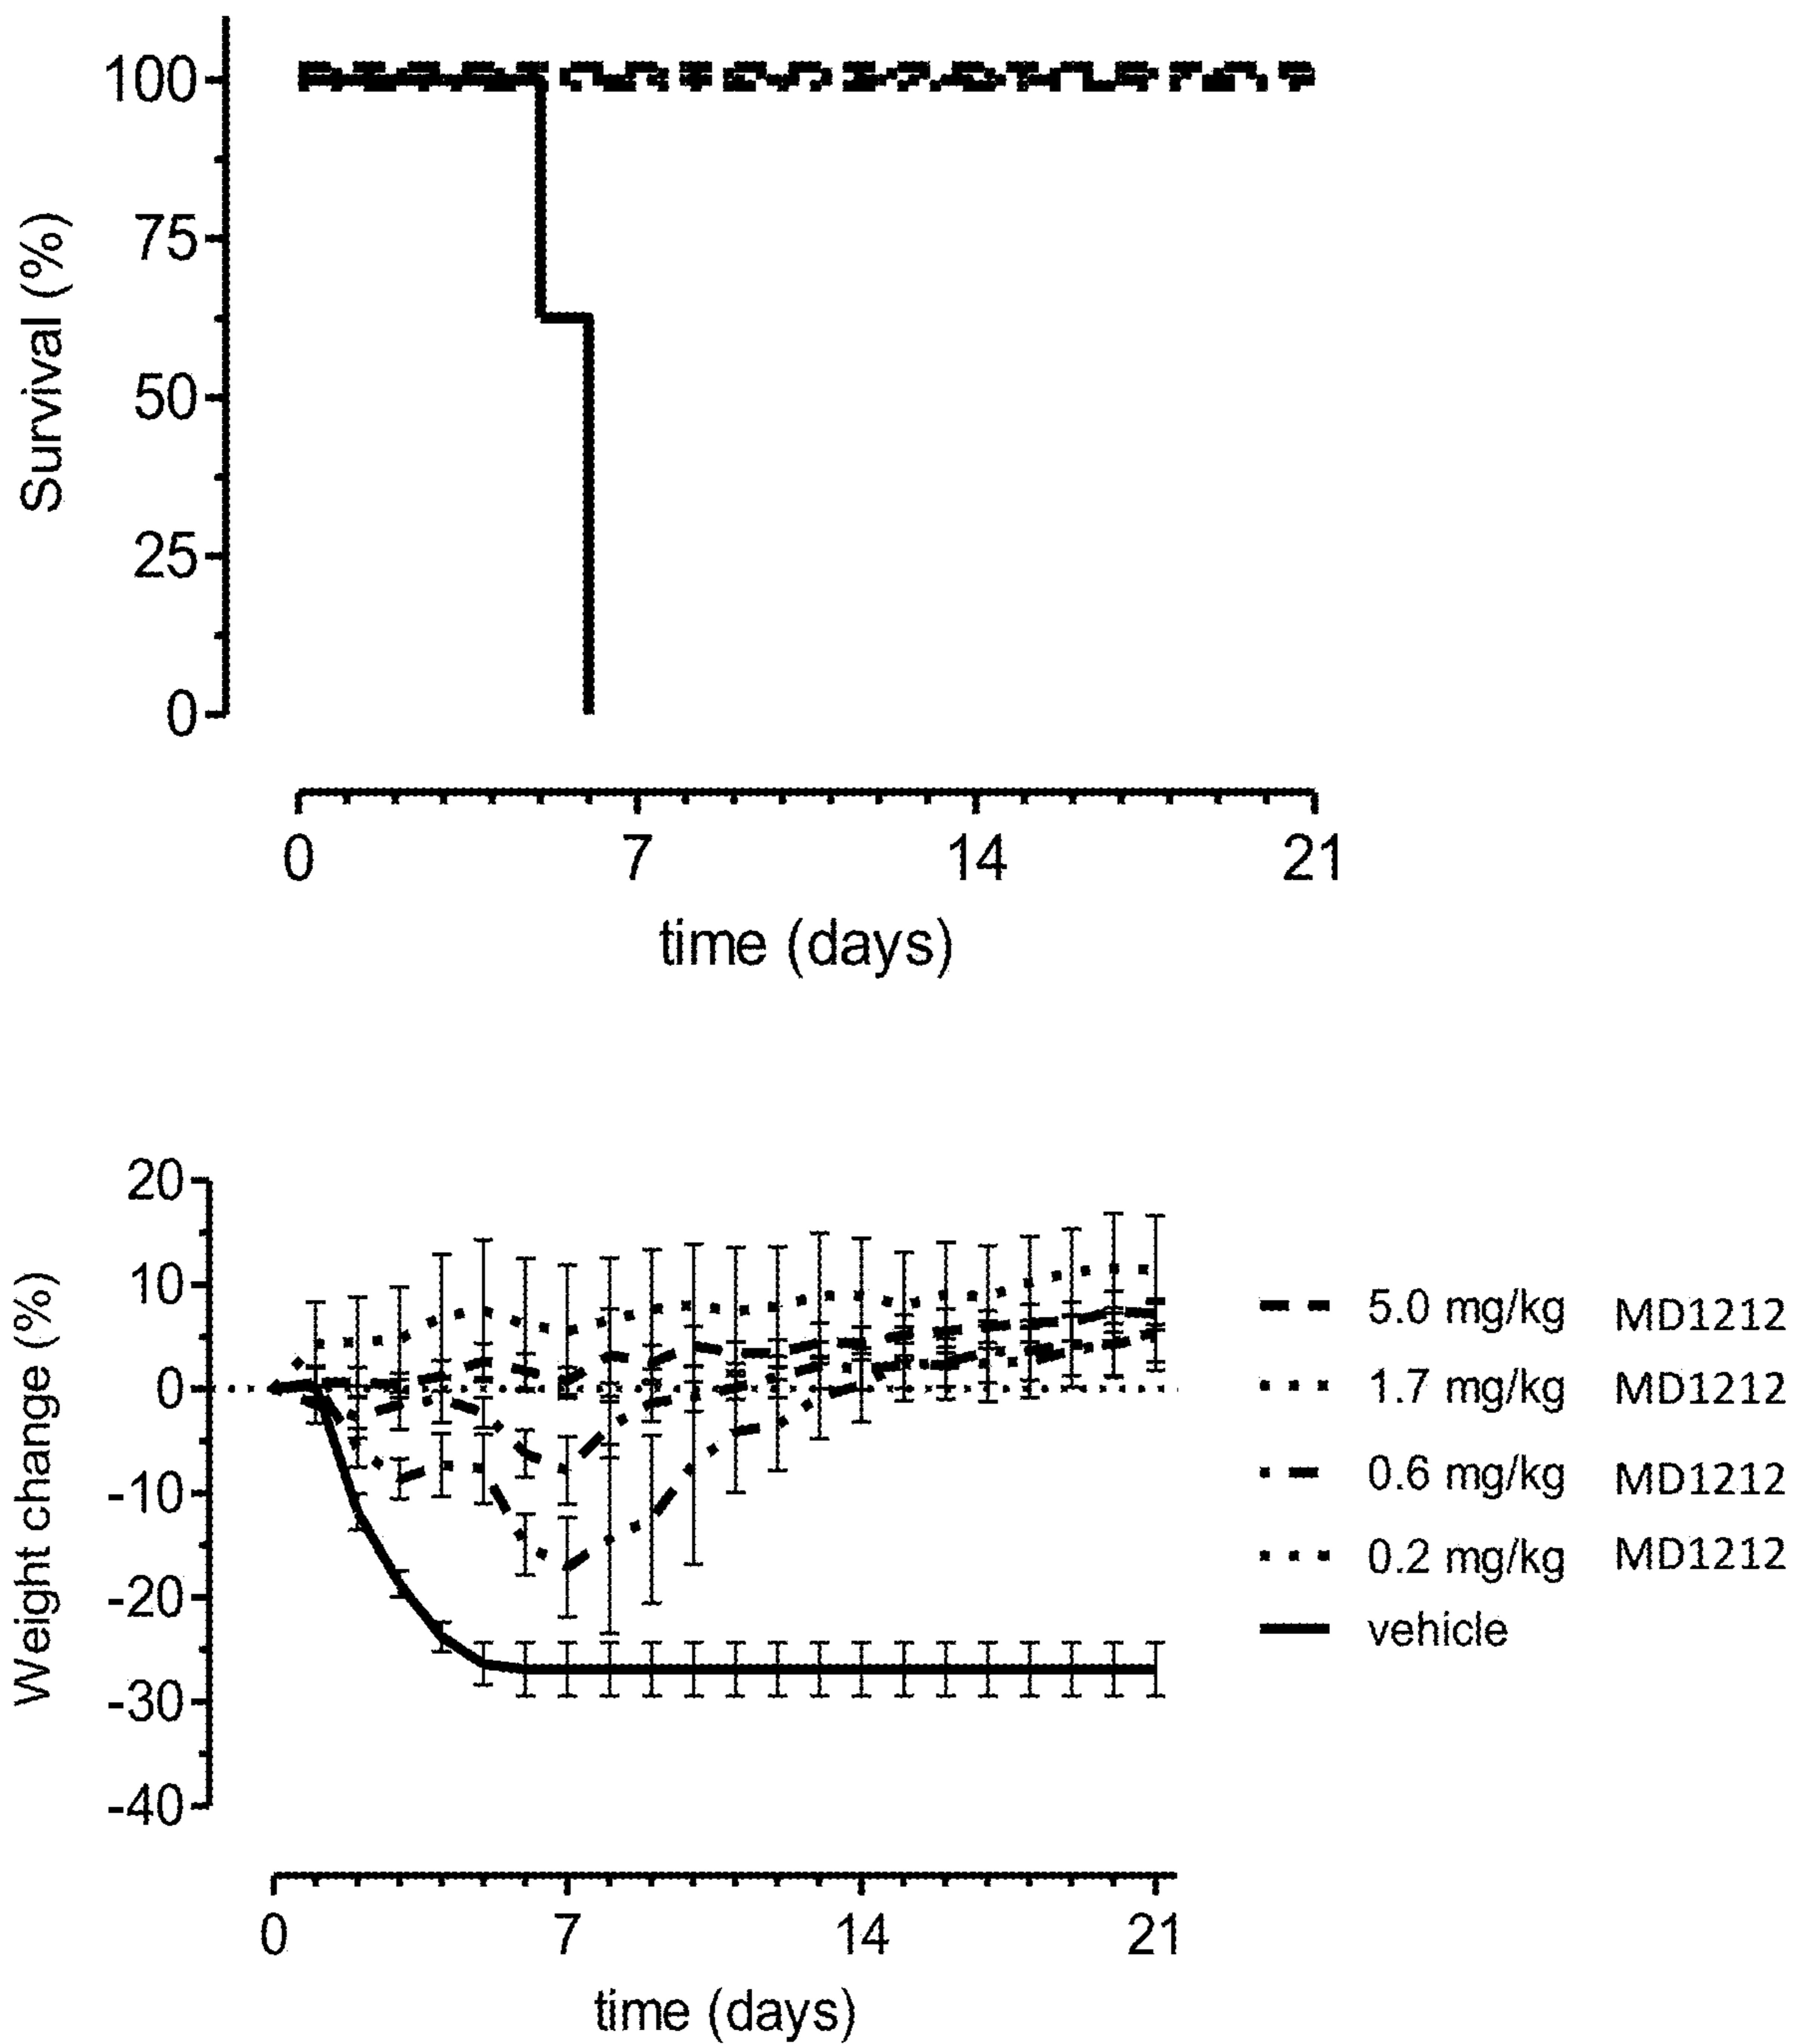 Survival (%)
100
75
50
25
0
0 7 14 21
time (days)
Weight change (%)
20
10
0
-10
-20
-30
-40
0 7 14 21
time (days)
5.0 mg/kg MD1212
1.7 mg/kg MD1212
0.6 mg/kg MD1212
0.2 mg/kg MD1212
vehicle